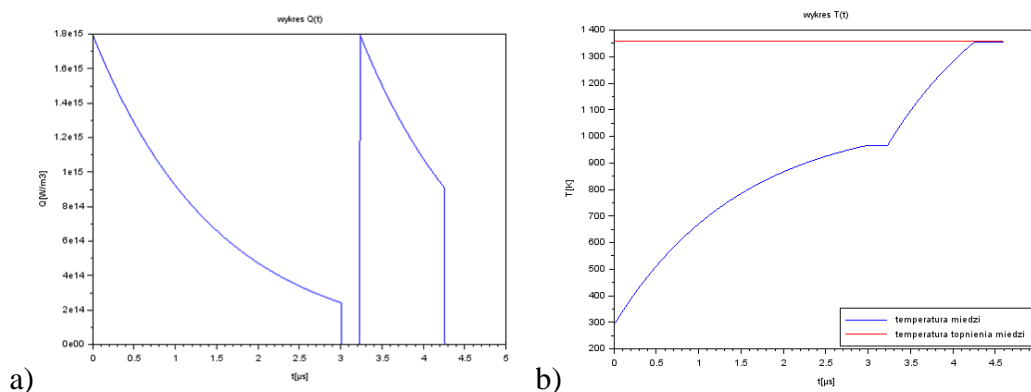 wykres Q(t)
Q[W/m3]
1.8e15
1.6e15
1.4e15
1.2e15
1e15
8e14
6e14
4e14
2e14
0e00
0 0.5 1 1.5 2 2.5 3 3.5 4 4.5 5
t[µs]
a)
wykres T(t)
T[K]
1 400
1 300
1 200
1 100
1 000
900
800
700
600
500
400
300
200
0 0.5 1 1.5 2 2.5 3 3.5 4 4.5
t[µs]
temperatura miedzi
temperatura topnienia miedzi
b)